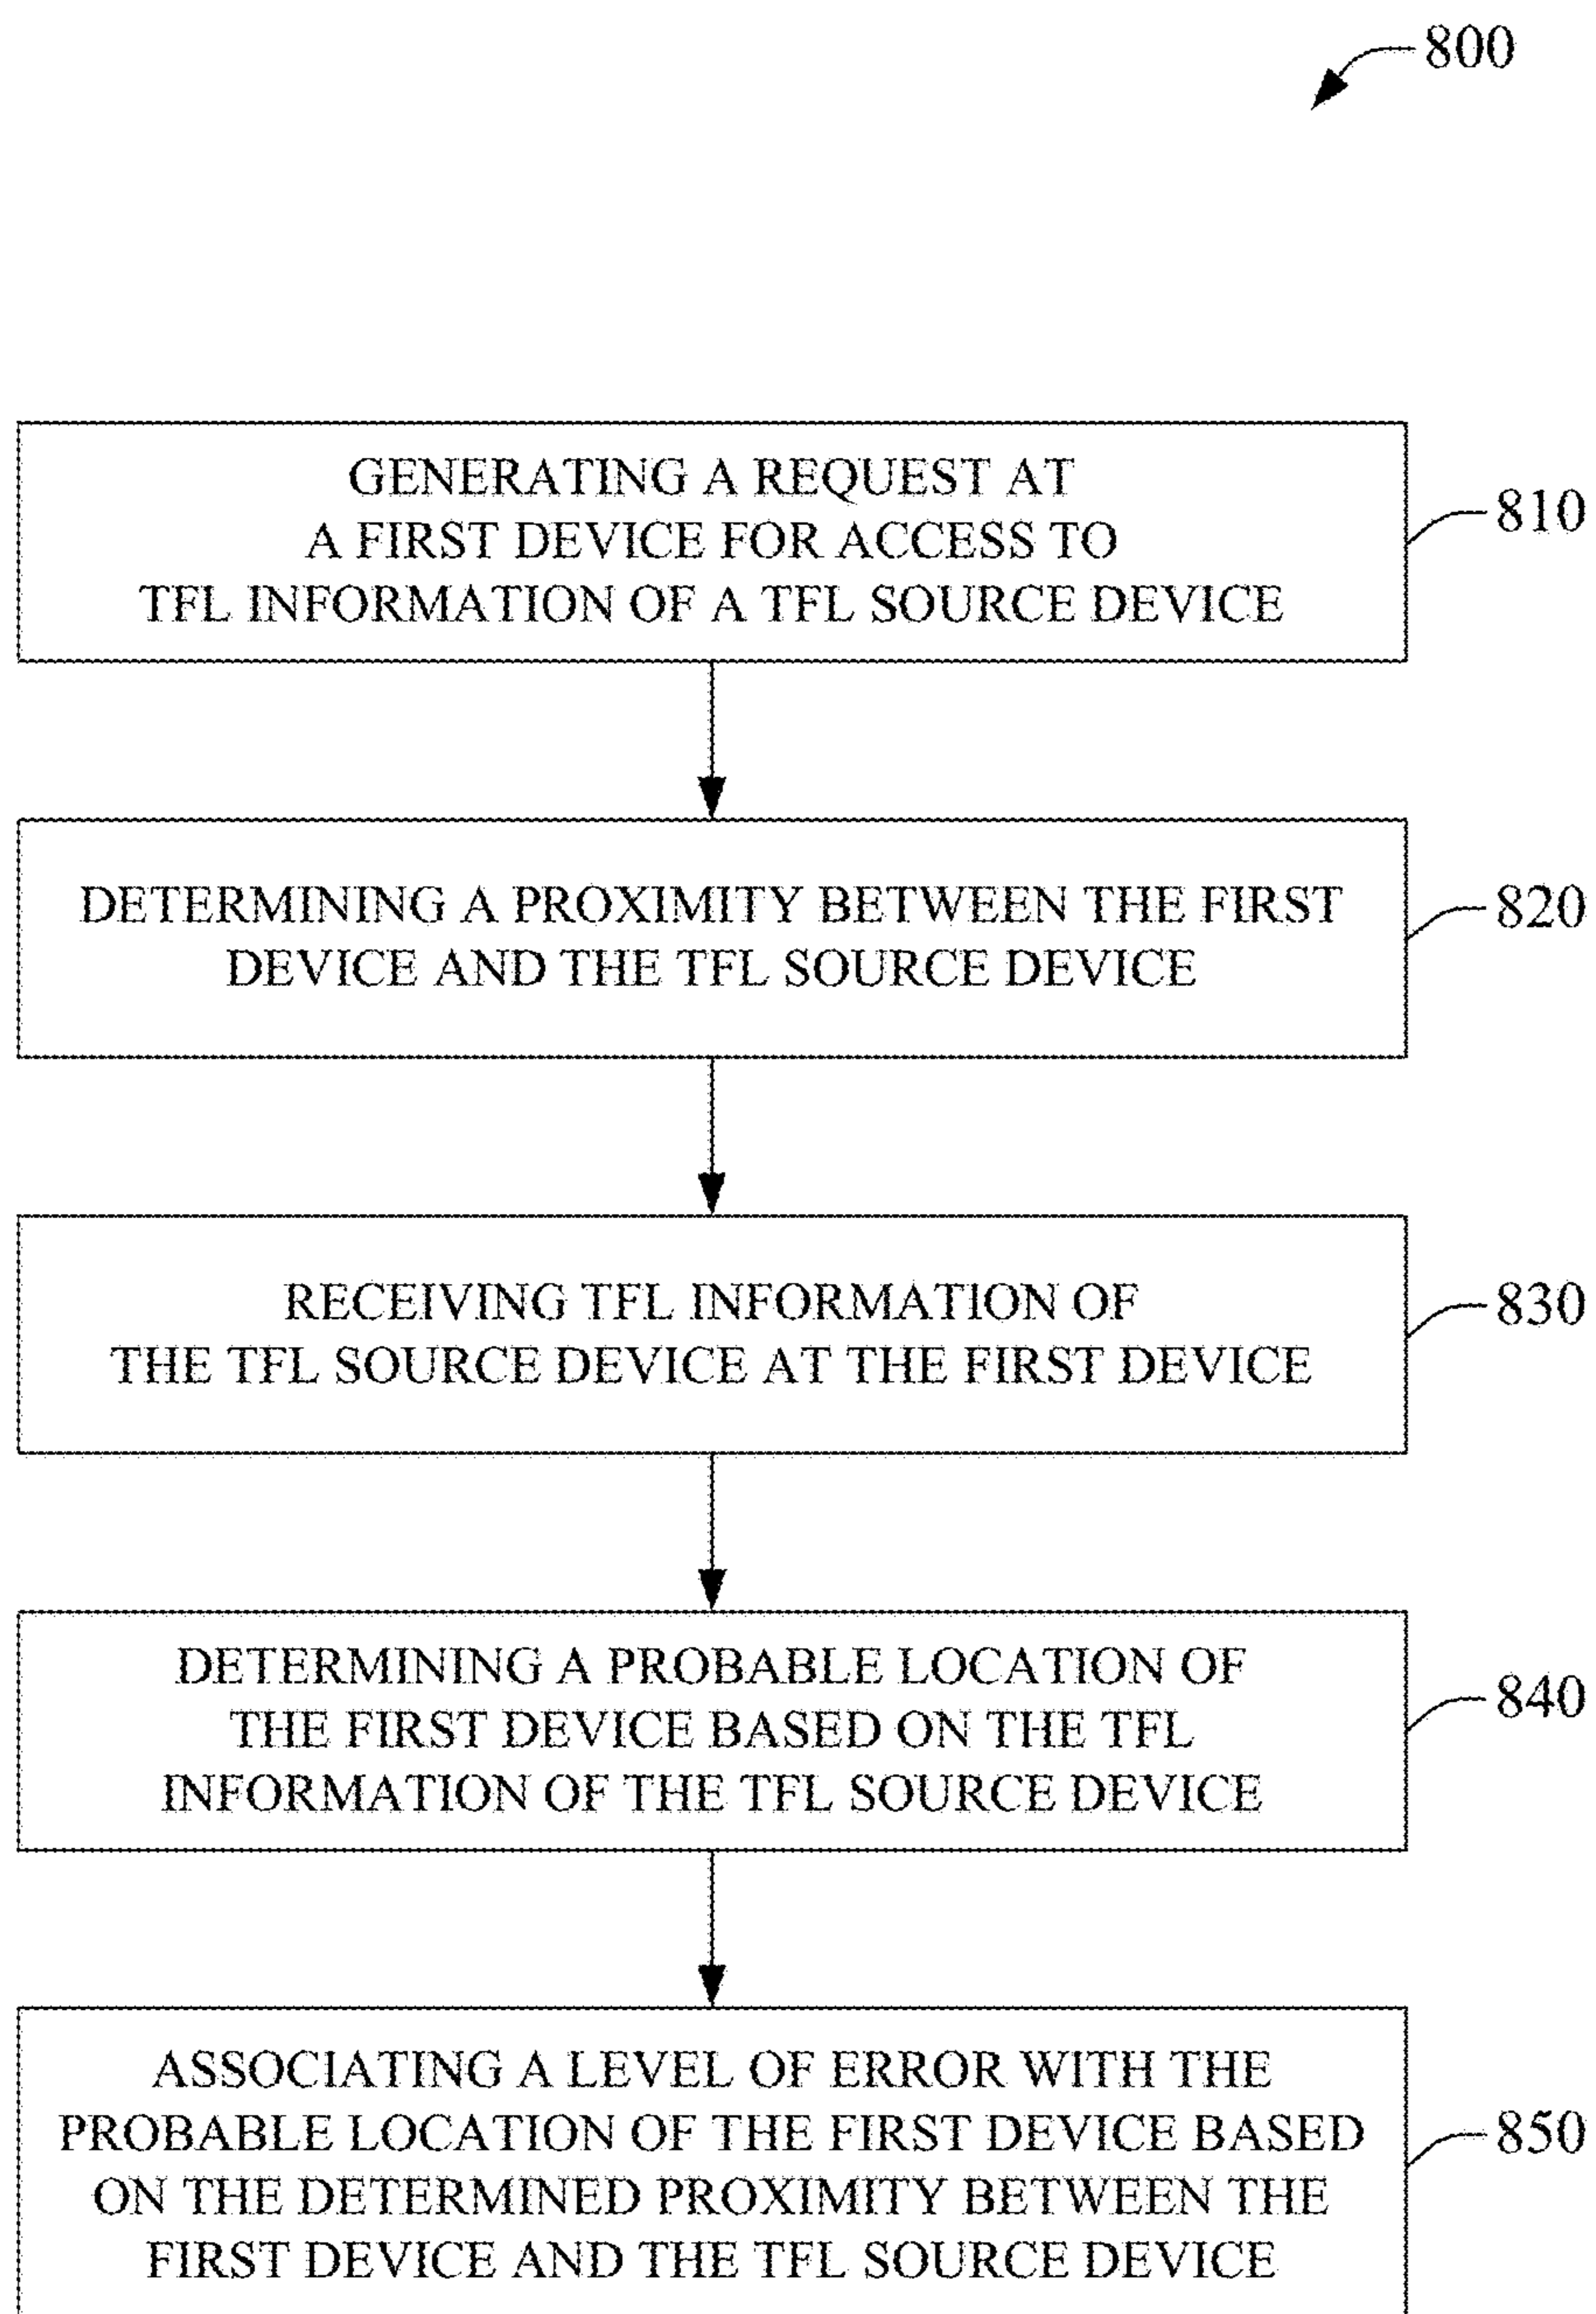 800
GENERATING A REQUEST AT
A FIRST DEVICE FOR ACCESS TO
TFL INFORMATION OF A TFL SOURCE DEVICE
810
DETERMINING A PROXIMITY BETWEEN THE FIRST
DEVICE AND THE TFL SOURCE DEVICE
820
RECEIVING TFL INFORMATION OF
THE TFL SOURCE DEVICE AT THE FIRST DEVICE
830
DETERMINING A PROBABLE LOCATION OF
THE FIRST DEVICE BASED ON THE TFL
INFORMATION OF THE TFL SOURCE DEVICE
840
ASSOCIATING A LEVEL OF ERROR WITH THE
PROBABLE LOCATION OF THE FIRST DEVICE BASED
ON THE DETERMINED PROXIMITY BETWEEN THE
FIRST DEVICE AND THE TFL SOURCE DEVICE
850